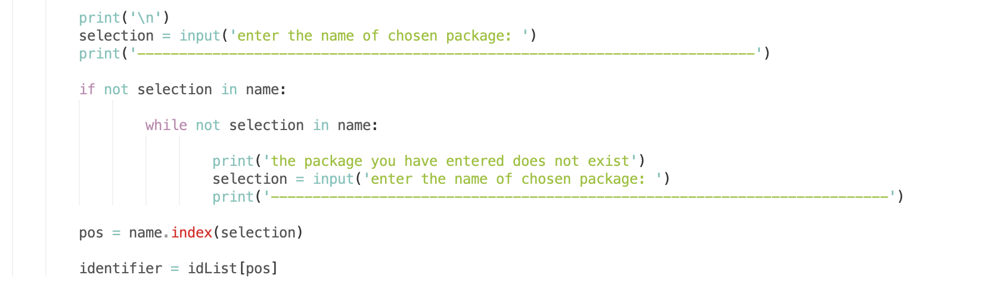 print('\n')
selection = input('enter the name of chosen package: ')
print('--------------------------------------------------------------------------')
if not selection in name:
while not selection in name:
print('the package you have entered does not exist')
selection = input('enter the name of chosen package: ')
print('--------------------------------------------------------------------------')
pos = name.index(selection)
identifier = idList[pos]